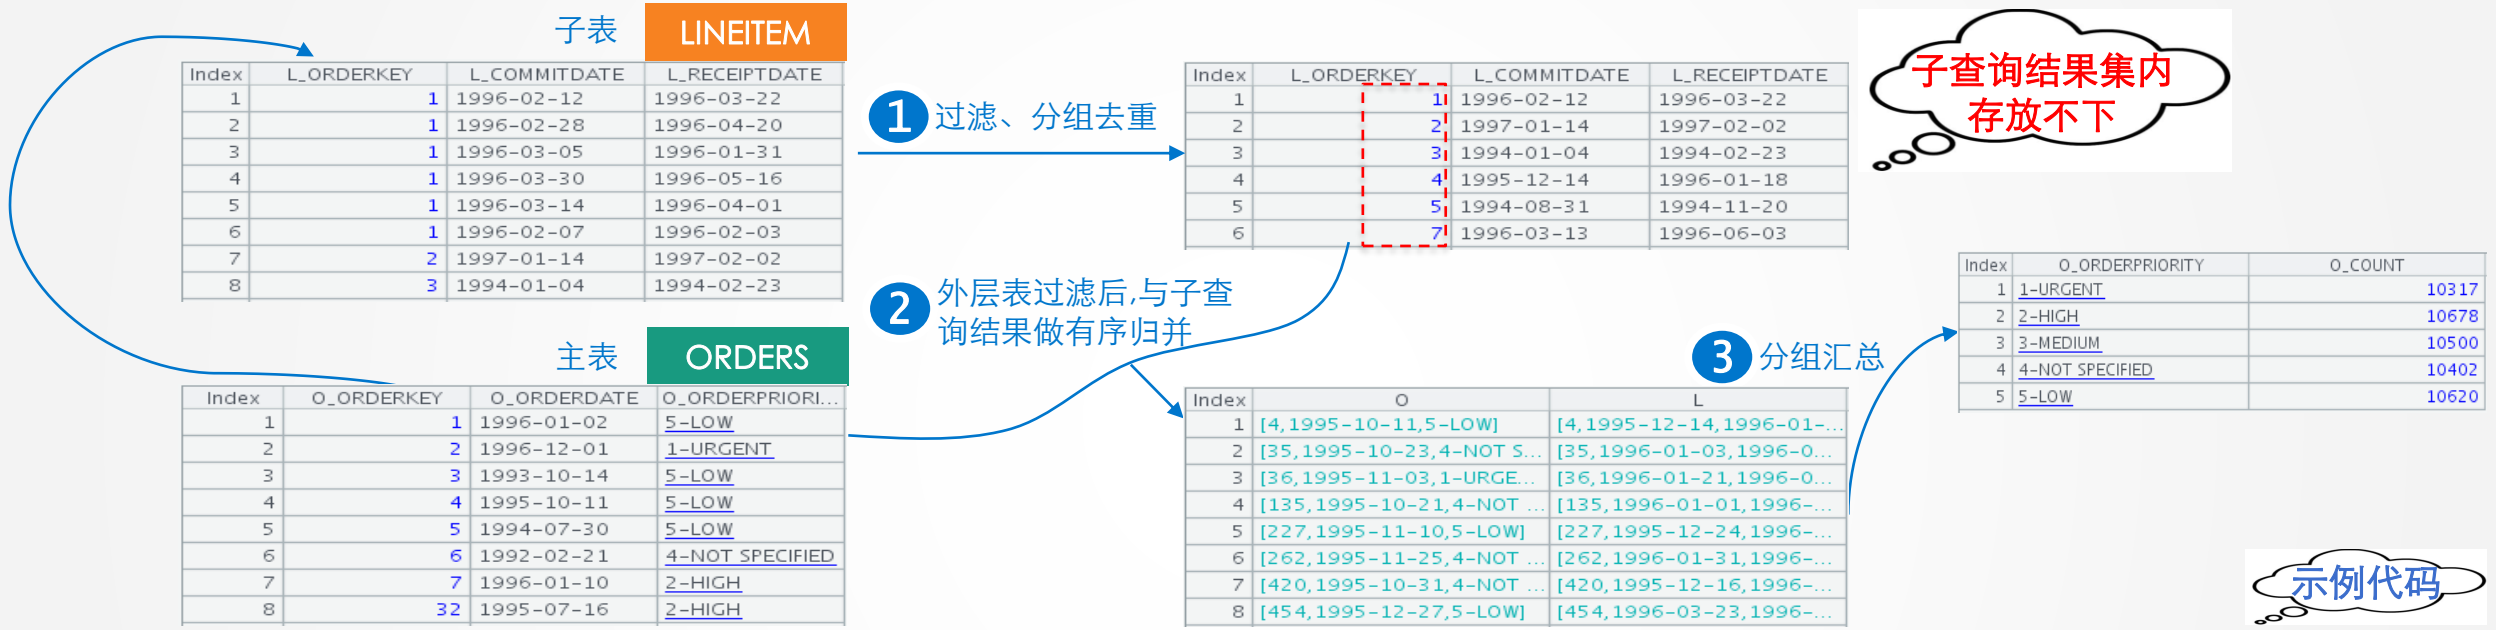 子表 LINEITEM
Index L_ORDERKEY L_COMMITDATE L_RECEIPTDATE
1 1 1996-02-12 1996-03-22
2 1 1996-02-28 1996-04-20
3 1 1996-03-05 1996-01-31
4 1 1996-03-30 1996-05-16
5 1 1996-03-14 1996-04-01
6 1 1996-02-07 1996-02-03
7 2 1997-01-14 1997-02-02
8 3 1994-01-04 1994-02-23
1 过滤、分组去重
Index L_ORDERKEY L_COMMITDATE L_RECEIPTDATE
1 1 1996-02-12 1996-03-22
2 2 1997-01-14 1997-02-02
3 3 1994-01-04 1994-02-23
4 4 1995-12-14 1996-01-18
5 5 1994-08-31 1994-11-20
6 7 1996-03-13 1996-06-03
子查询结果集内
存放不下
2 外层表过滤后,与子查
询结果做有序归并
主表 ORDERS
Index O_ORDERKEY O_ORDERDATE O_ORDERPRIORI...
1 1 1996-01-02 5-LOW
2 2 1996-12-01 1-URGENT
3 3 1993-10-14 5-LOW
4 4 1995-10-11 5-LOW
5 5 1994-07-30 5-LOW
6 6 1992-02-21 4-NOT SPECIFIED
7 7 1996-01-10 2-HIGH
8 32 1995-07-16 2-HIGH
Index O L
1 [4,1995-10-11,5-LOW] [4,1995-12-14,1996-01-...
2 [35,1995-10-23,4-NOT S... [35,1996-01-03,1996-0...
3 [36,1995-11-03,1-URGE... [36,1996-01-21,1996-0...
4 [135,1995-10-21,4-NOT ... [135,1996-01-01,1996-...
5 [227,1995-11-10,5-LOW] [227,1995-12-24,1996-...
6 [262,1995-11-25,4-NOT ... [262,1996-01-31,1996-...
7 [420,1995-10-31,4-NOT ... [420,1995-12-16,1996-...
8 [454,1995-12-27,5-LOW] [454,1996-03-23,1996-...
3 分组汇总
Index O_ORDERPRIORITY O_COUNT
1 1-URGENT 10317
2 2-HIGH 10678
3 3-MEDIUM 10500
4 4-NOT SPECIFIED 10402
5 5-LOW 10620
示例代码